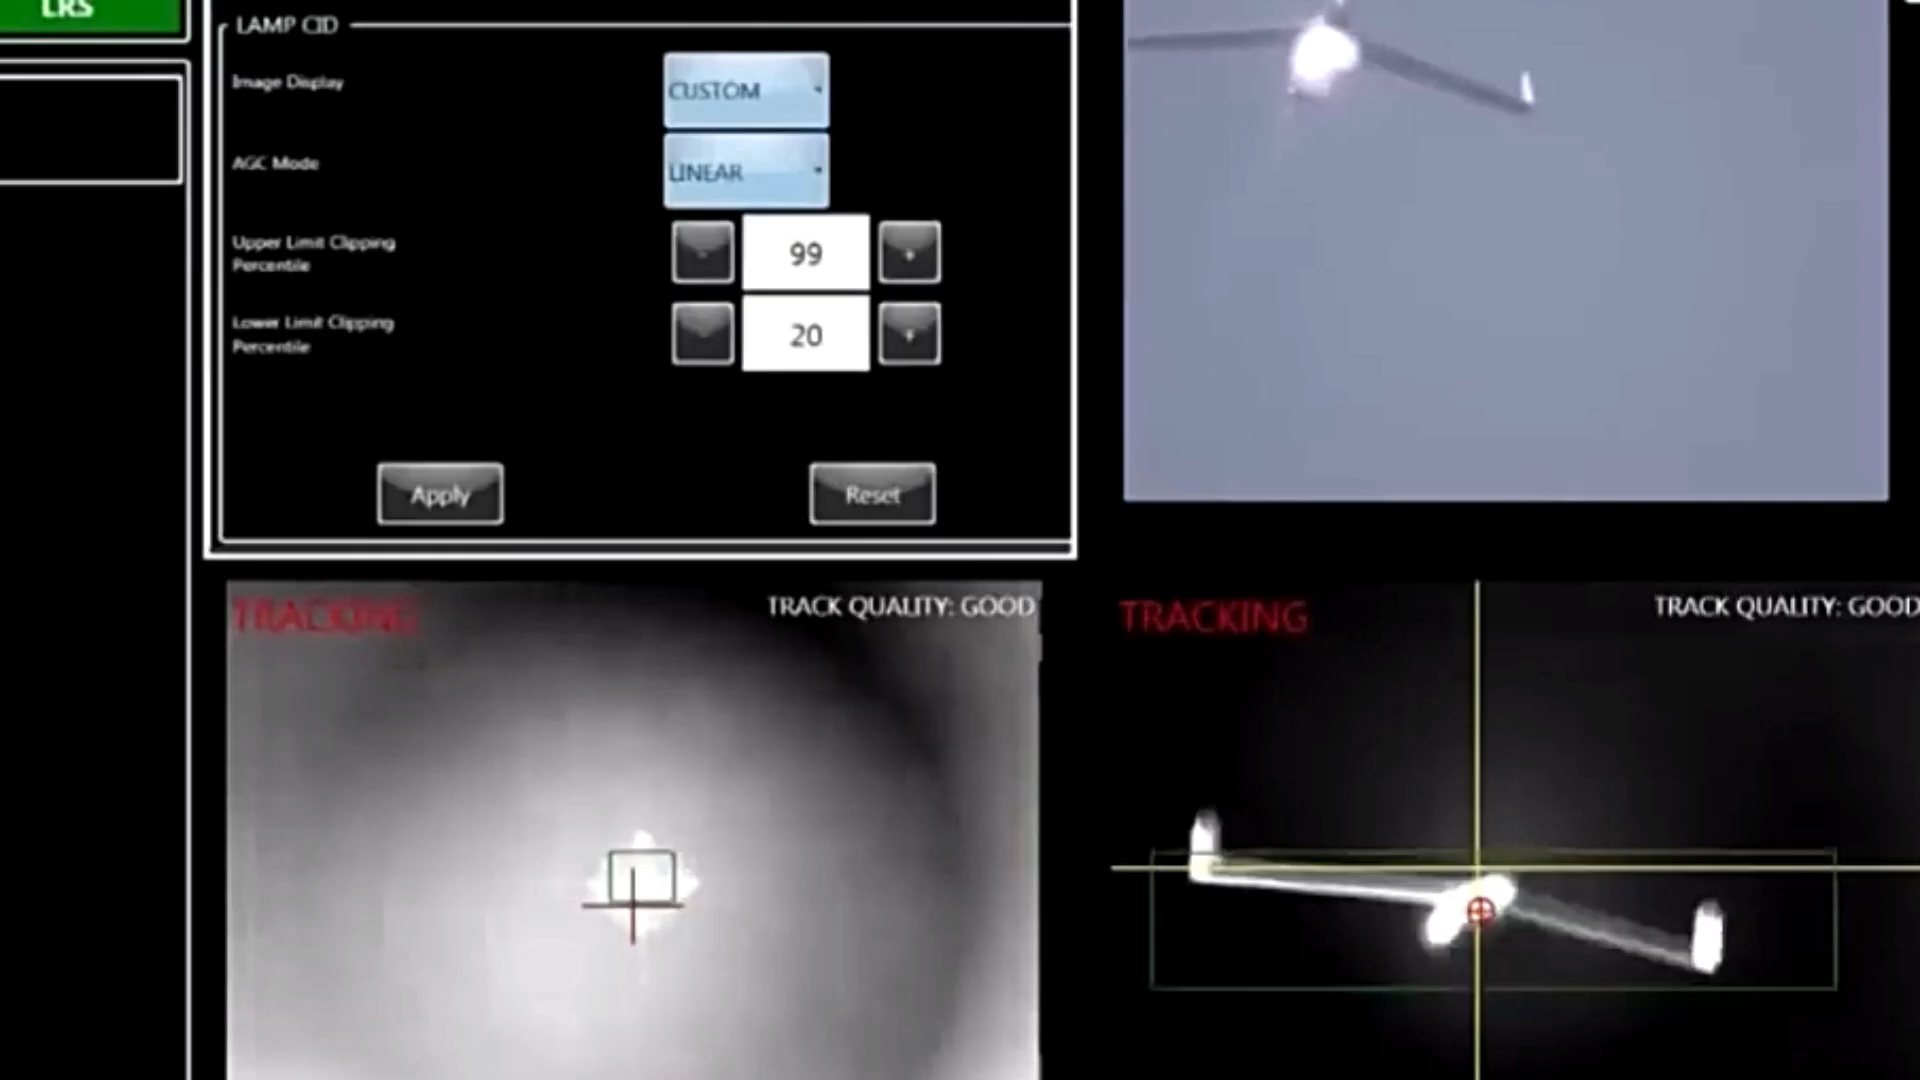 LRS
LAMP CID
Image Display
CUSTOM
AGC Mode
LINEAR
Upper Limit Clipping
Percentile
- 99 +
Lower Limit Clipping
Percentile
- 20 +
Apply
Reset
TRACKING
TRACK QUALITY: GOOD
TRACKING
TRACK QUALITY: GOOD